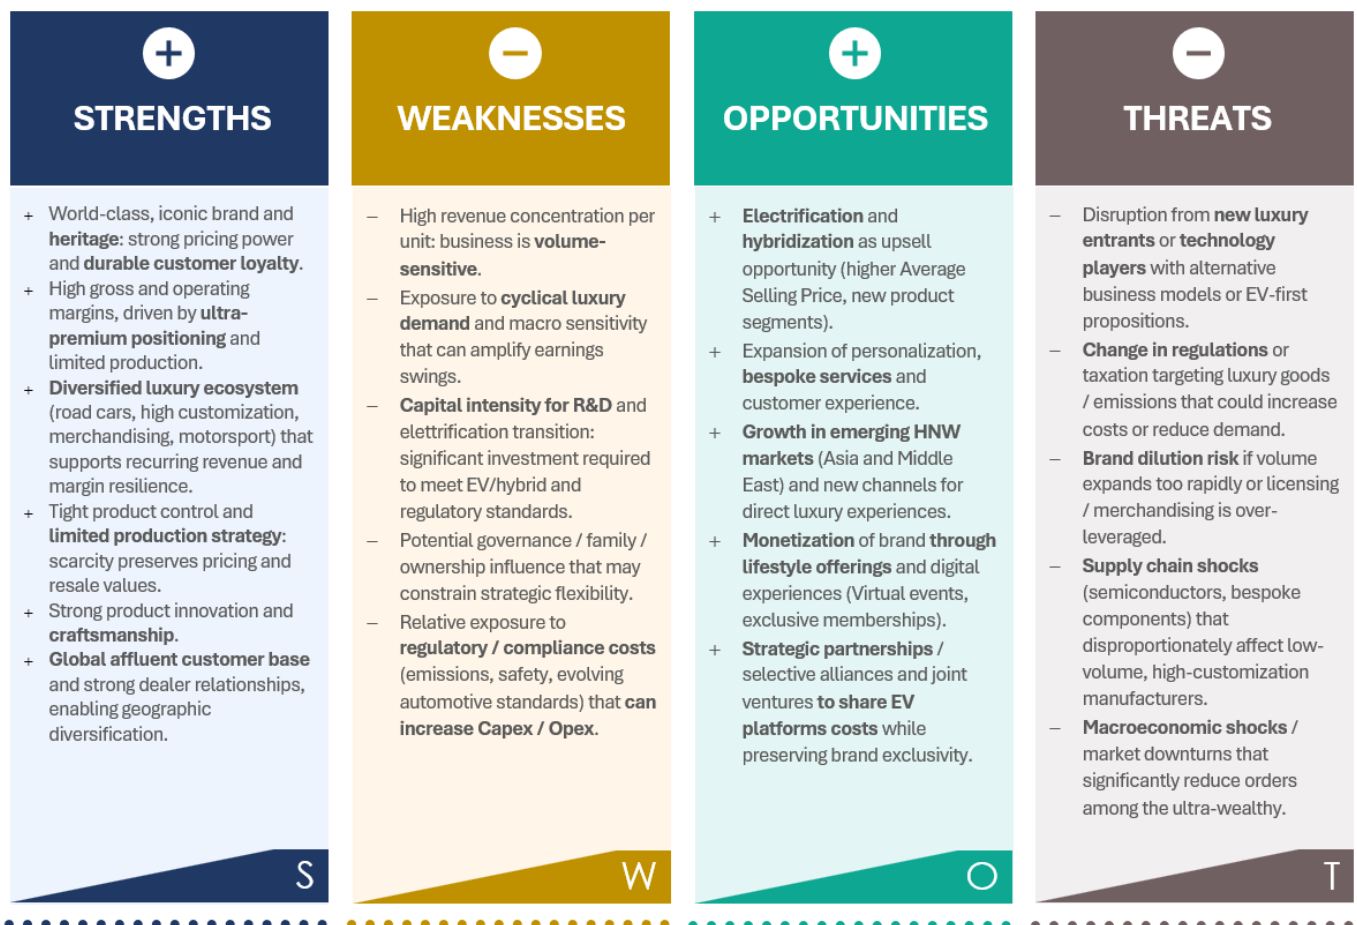 STRENGTHS
+ World-class, iconic brand and
heritage: strong pricing power
and durable customer loyalty.
+ High gross and operating
margins, driven by ultra-
premium positioning and
limited production.
+ Diversified luxury ecosystem
(road cars, high customization,
merchandising, motorsport) that
supports recurring revenue and
margin resilience.
+ Tight product control and
limited production strategy:
scarcity preserves pricing and
resale values.
+ Strong product innovation and
craftsmanship.
+ Global affluent customer base
and strong dealer relationships,
enabling geographic
diversification.
S
WEAKNESSES
– High revenue concentration per
unit: business is volume-
sensitive.
– Exposure to cyclical luxury
demand and macro sensitivity
that can amplify earnings
swings.
– Capital intensity for R&D and
elettrification transition:
significant investment required
to meet EV/hybrid and
regulatory standards.
– Potential governance / family /
ownership influence that may
constrain strategic flexibility.
– Relative exposure to
regulatory / compliance costs
(emissions, safety, evolving
automotive standards) that can
increase Capex / Opex.
W
OPPORTUNITIES
+ Electrification and
hybridization as upsell
opportunity (higher Average
Selling Price, new product
segments).
+ Expansion of personalization,
bespoke services and
customer experience.
+ Growth in emerging HNW
markets (Asia and Middle
East) and new channels for
direct luxury experiences.
+ Monetization of brand through
lifestyle offerings and digital
experiences (Virtual events,
exclusive memberships).
+ Strategic partnerships /
selective alliances and joint
ventures to share EV
platforms costs while
preserving brand exclusivity.
O
THREATS
– Disruption from new luxury
entrants or technology
players with alternative
business models or EV-first
propositions.
– Change in regulations or
taxation targeting luxury goods
/ emissions that could increase
costs or reduce demand.
– Brand dilution risk if volume
expands too rapidly or licensing
/ merchandising is over-
leveraged.
– Supply chain shocks
(semiconductors, bespoke
components) that
disproportionately affect low-
volume, high-customization
manufacturers.
– Macroeconomic shocks /
market downturns that
significantly reduce orders
among the ultra-wealthy.
T